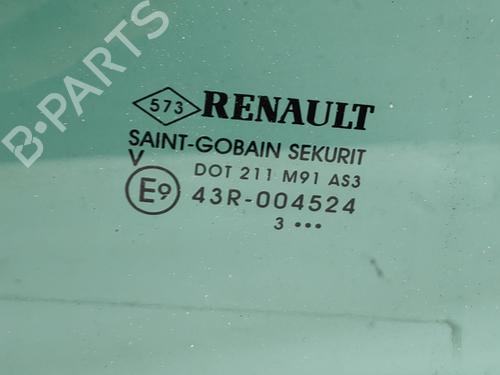 B-PARTS
573 RENAULT
SAINT-GOBAIN SEKURIT
V
DOT 211 M91 AS3
E9 43R-004524
3 •••